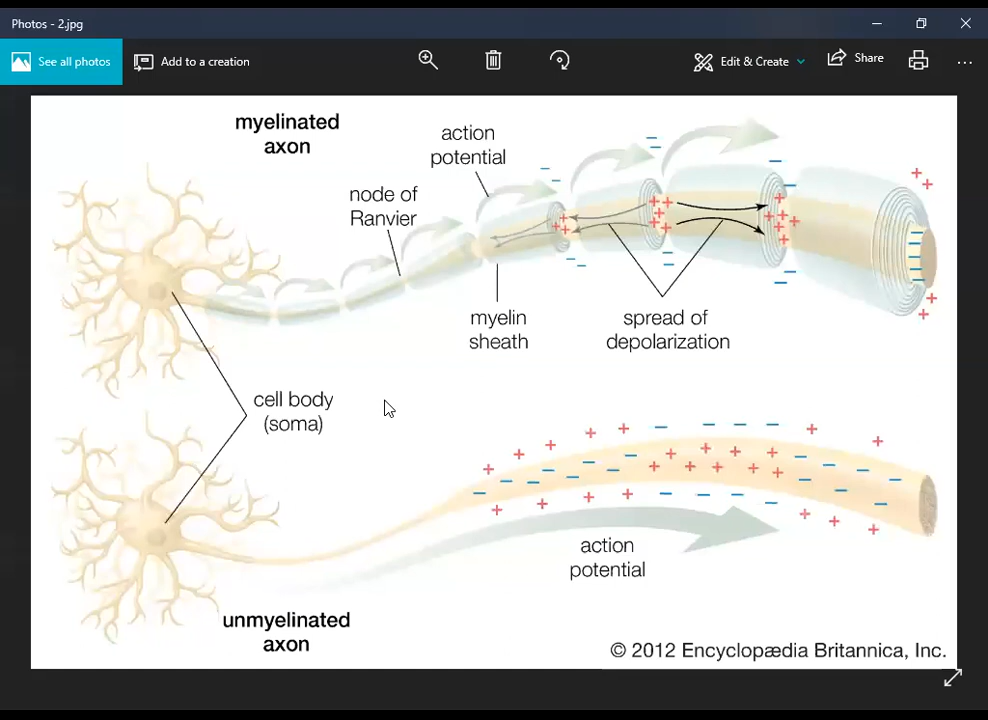 Photos - 2.jpg
See all photos
Add to a creation
Edit & Create
Share
myelinated
axon
action
potential
node of
Ranvier
myelin
sheath
spread of
depolarization
cell body
(soma)
action
potential
unmyelinated
axon
© 2012 Encyclopædia Britannica, Inc.